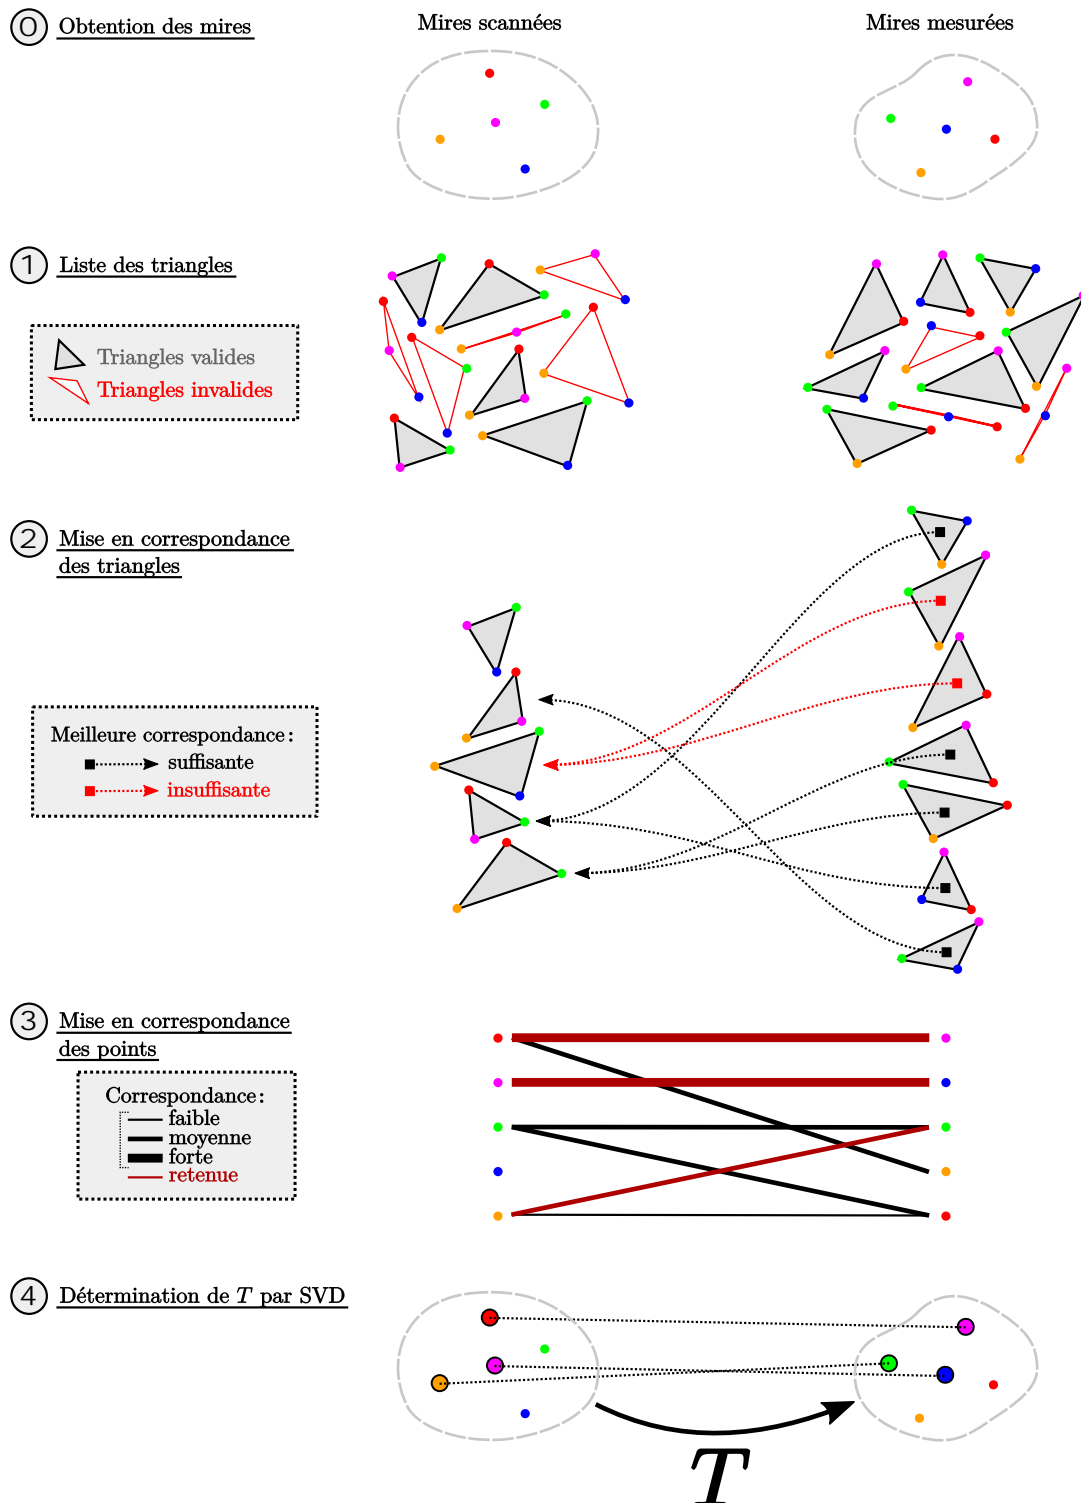 0 Obtention des mires
Mires scannées
Mires mesurées
1 Liste des triangles
Triangles valides
Triangles invalides
2 Mise en correspondance
des triangles
Meilleure correspondance :
suffisante
insuffisante
3 Mise en correspondance
des points
Correspondance :
faible
moyenne
forte
retenue
4 Détermination de T par SVD
T